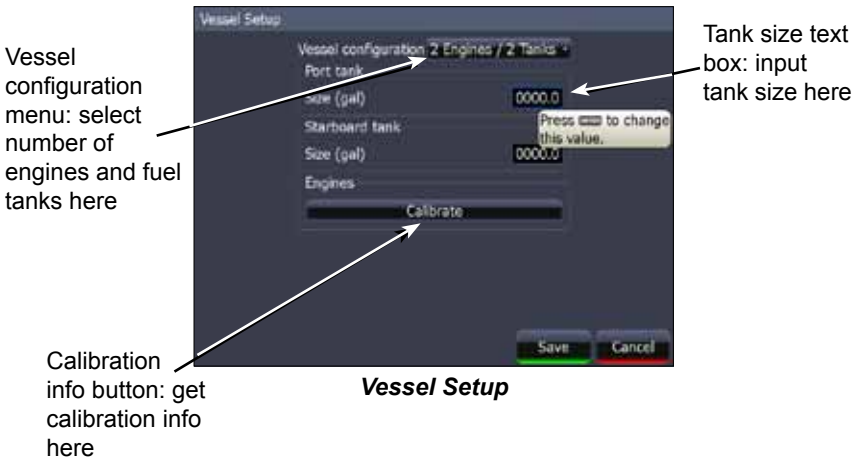 Vessel Setup
Vessel configuration 2 Engines / 2 Tanks
Port tank
Size (gal) 0000.0
Press to change
this value.
Starboard tank
Size (gal) 0000.0
Engines
Calibrate
Save Cancel
Vessel
configuration
menu: select
number of
engines and fuel
tanks here
Tank size text
box: input
tank size here
Calibration
info button: get
calibration info
here
Vessel Setup